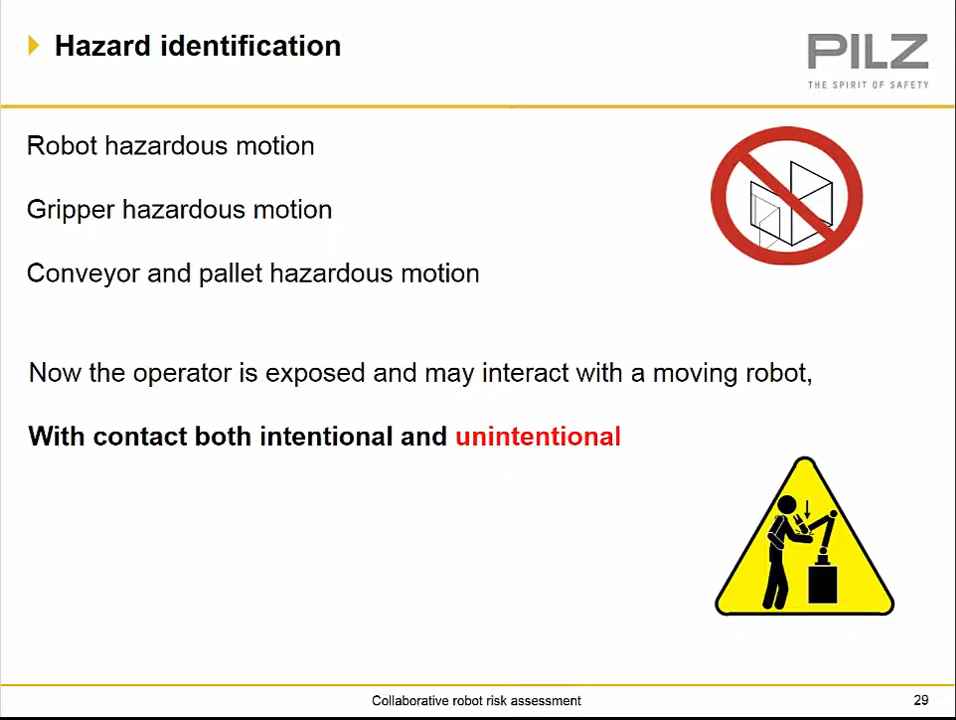 Hazard identification
PILZ
THE SPIRIT OF SAFETY
Robot hazardous motion
Gripper hazardous motion
Conveyor and pallet hazardous motion
Now the operator is exposed and may interact with a moving robot,
With contact both intentional and unintentional
Collaborative robot risk assessment
29